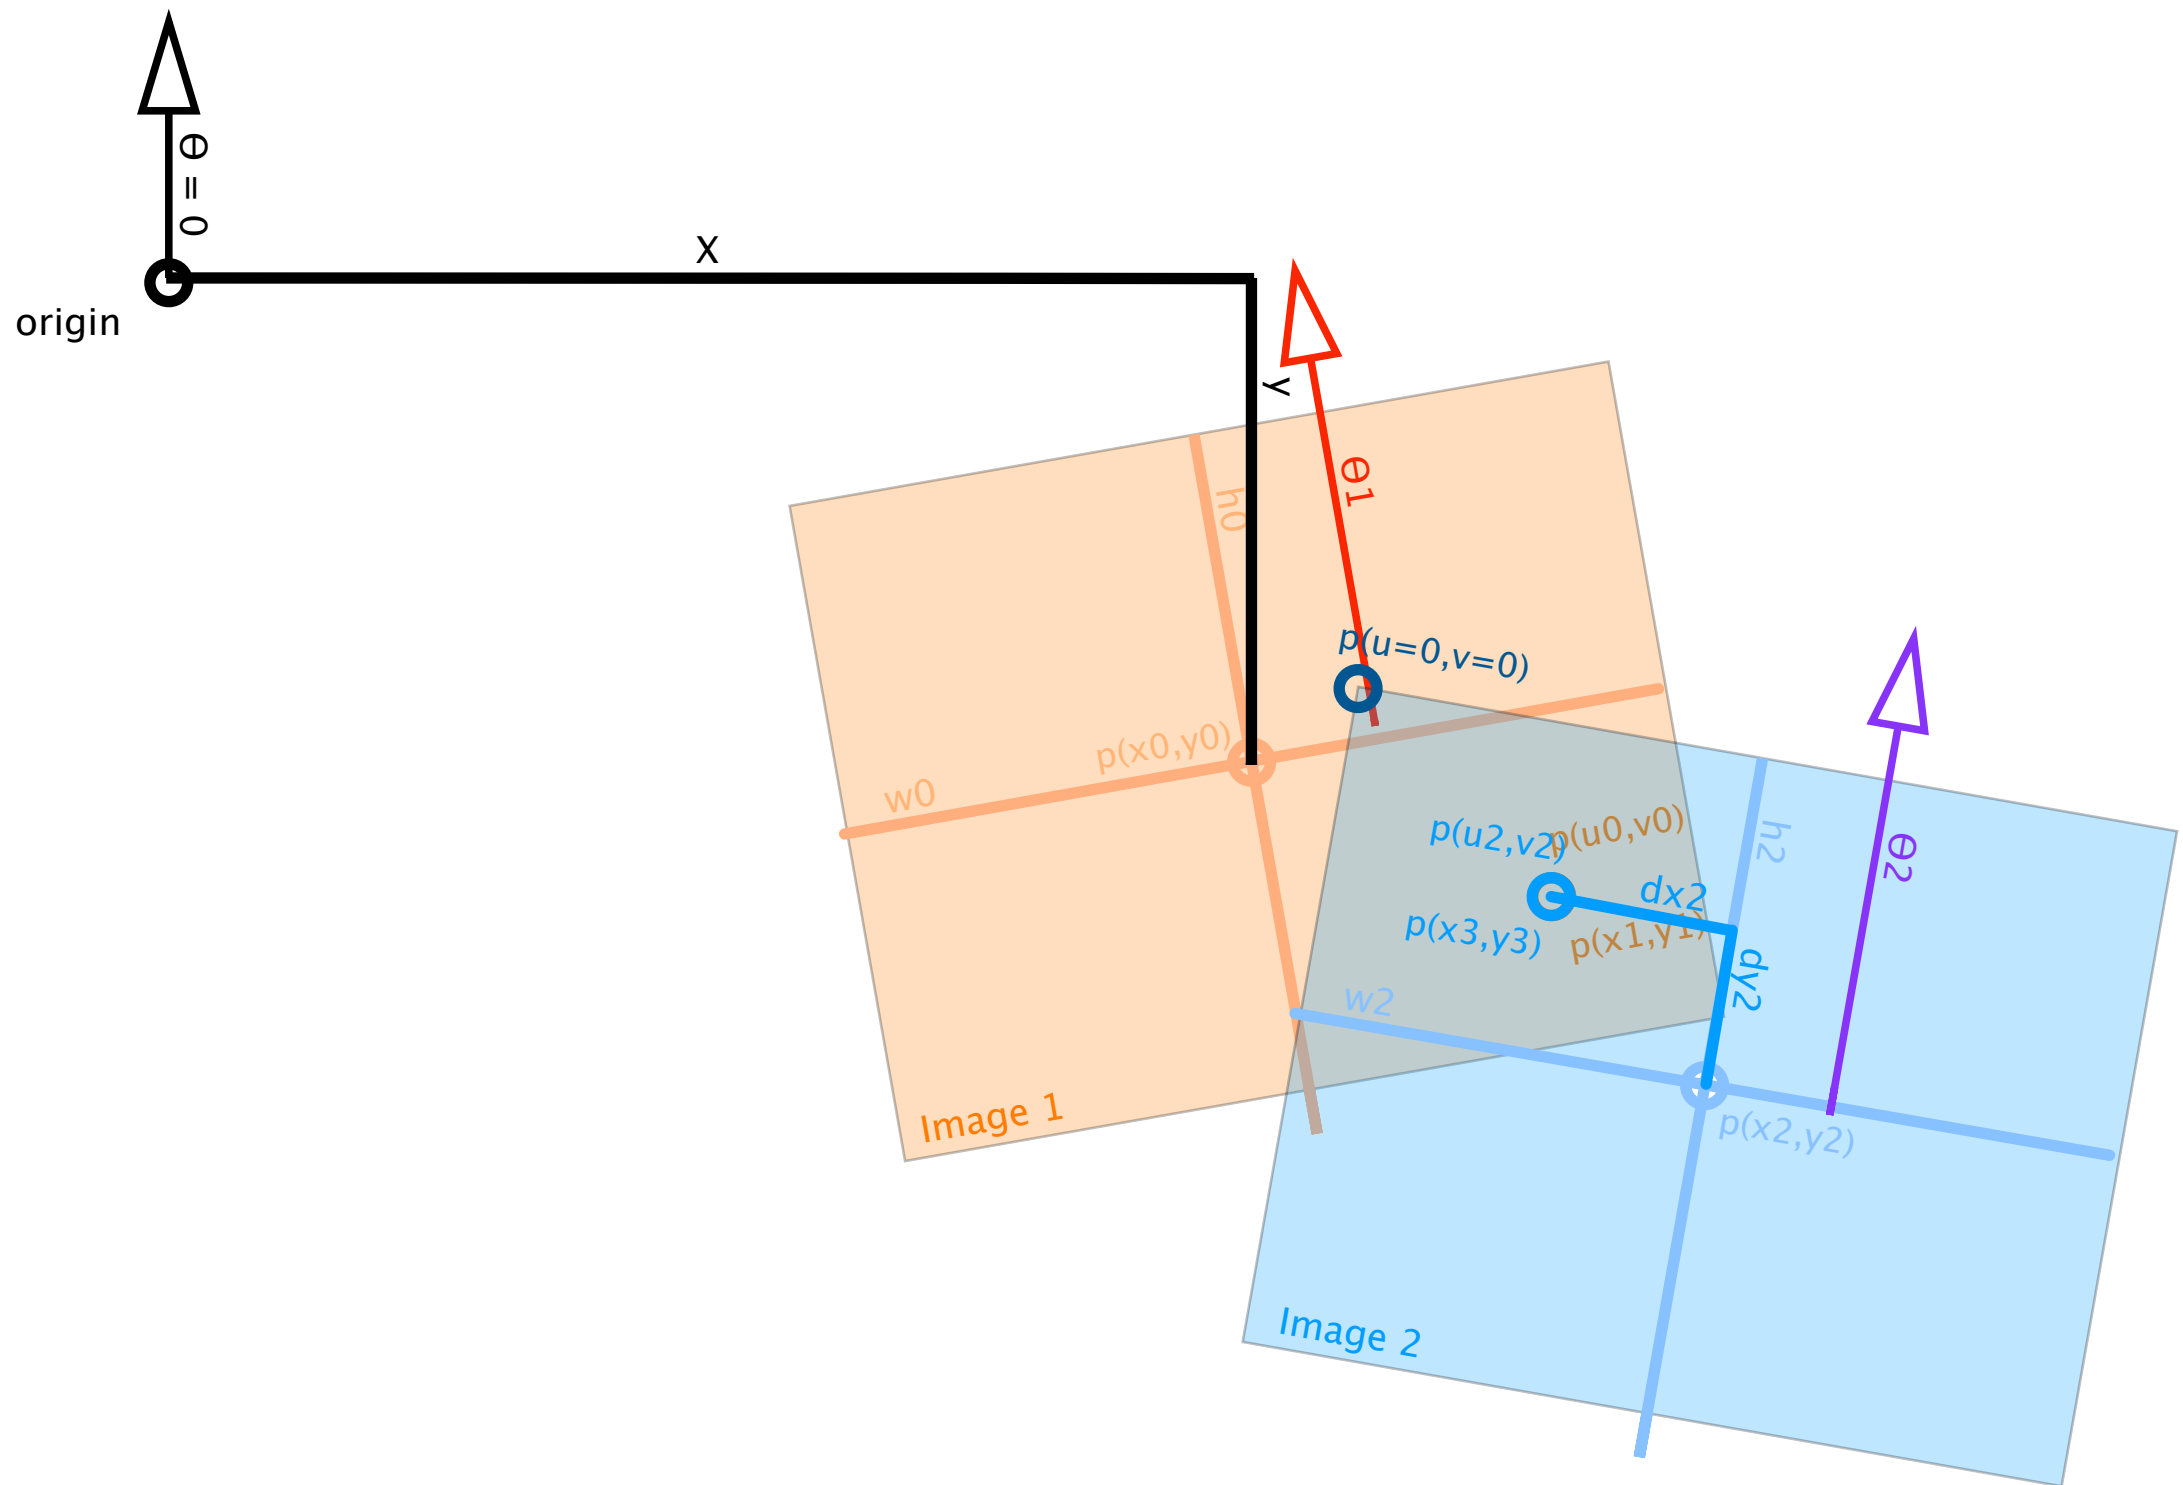 ϴ = 0
X
origin
y
ϴ1
h0
p(u=0,v=0)
p(x0,y0)
w0
p(u2,v2)
p(u0,v0)
h2
ϴ2
dx2
p(x3,y3)
p(x1,y1)
dy2
w2
Image 1
p(x2,y2)
Image 2